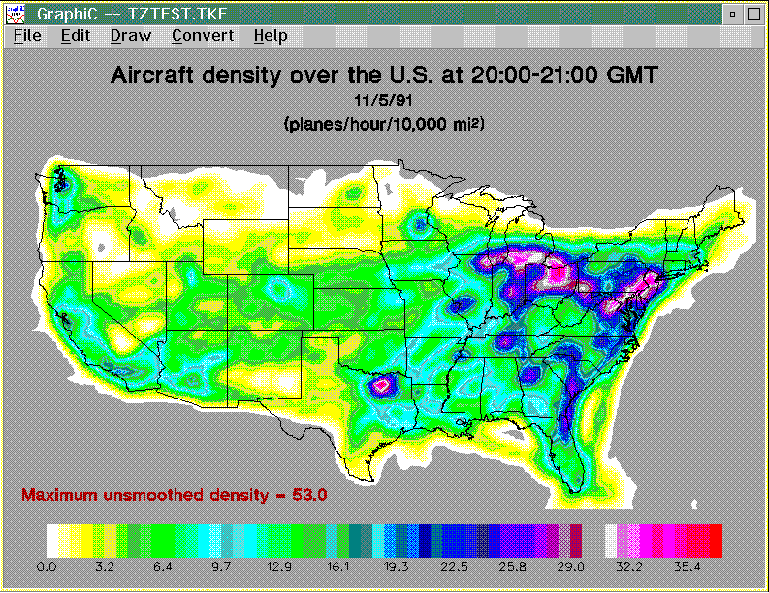 GraphiC -- TZTEST.TKF
File Edit Draw Convert Help
Aircraft density over the U.S. at 20:00-21:00 GMT
11/5/91
(planes/hour/10,000 mi²)
Maximum unsmoothed density = 53.0
0.0 3.2 6.4 9.7 12.9 16.1 19.3 22.5 25.8 29.0 32.2 35.4